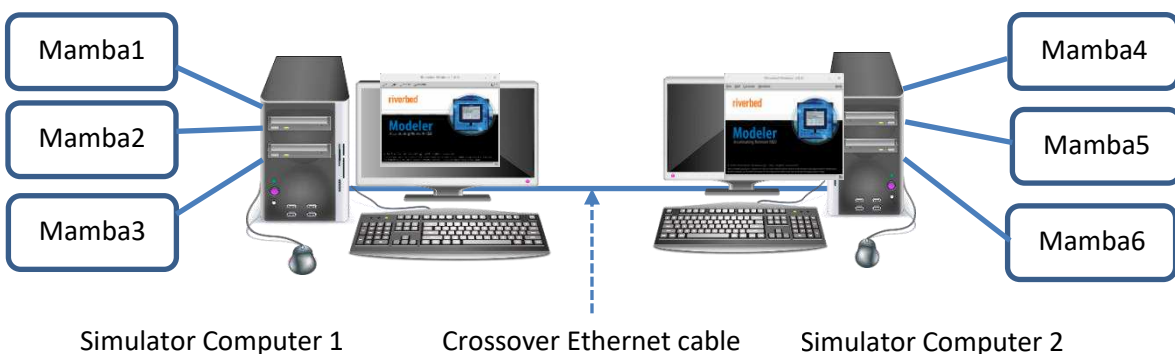 Mamba1
Mamba2
Mamba3
riverbed
Modeler
riverbed
Modeler
Mamba4
Mamba5
Mamba6
Simulator Computer 1
Crossover Ethernet cable
Simulator Computer 2